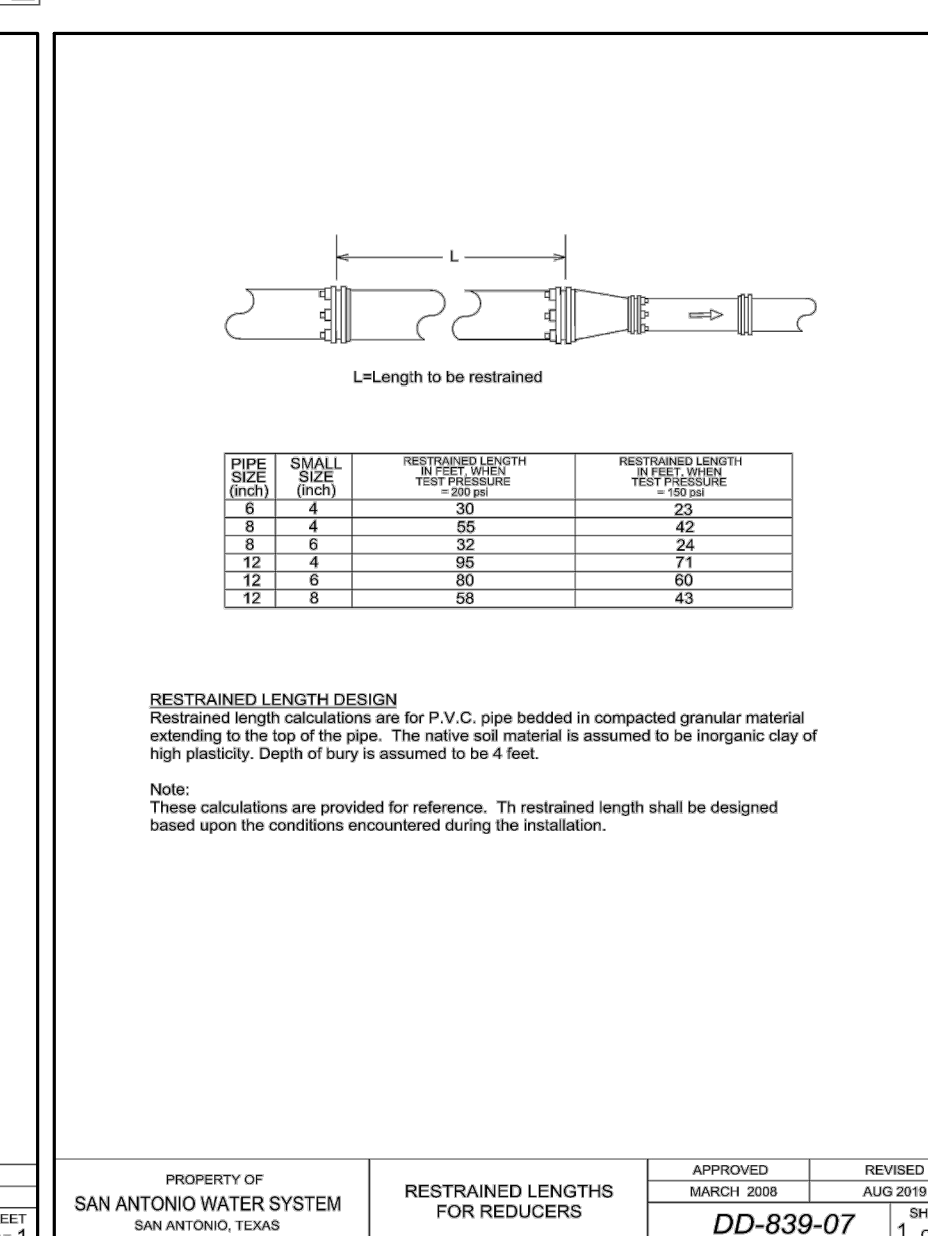 L
L=Length to be restrained
PIPE SIZE (inch) SMALL SIZE (inch) RESTRAINED LENGTH IN FEET, WHEN TEST PRESSURE = 200 psi RESTRAINED LENGTH IN FEET, WHEN TEST PRESSURE = 150 psi
6 4 30 23
8 4 55 42
8 6 32 24
12 4 95 71
12 6 80 60
12 8 58 43
RESTRAINED LENGTH DESIGN
Restrained length calculations are for P.V.C. pipe bedded in compacted granular material
extending to the top of the pipe. The native soil material is assumed to be inorganic clay of
high plasticity. Depth of bury is assumed to be 4 feet.
Note:
These calculations are provided for reference. Th restrained length shall be designed
based upon the conditions encountered during the installation.
EET
1
PROPERTY OF
SAN ANTONIO WATER SYSTEM
SAN ANTONIO, TEXAS
RESTRAINED LENGTHS
FOR REDUCERS
APPROVED REVISED
MARCH 2008 AUG 2019
DD-839-07
SH
1